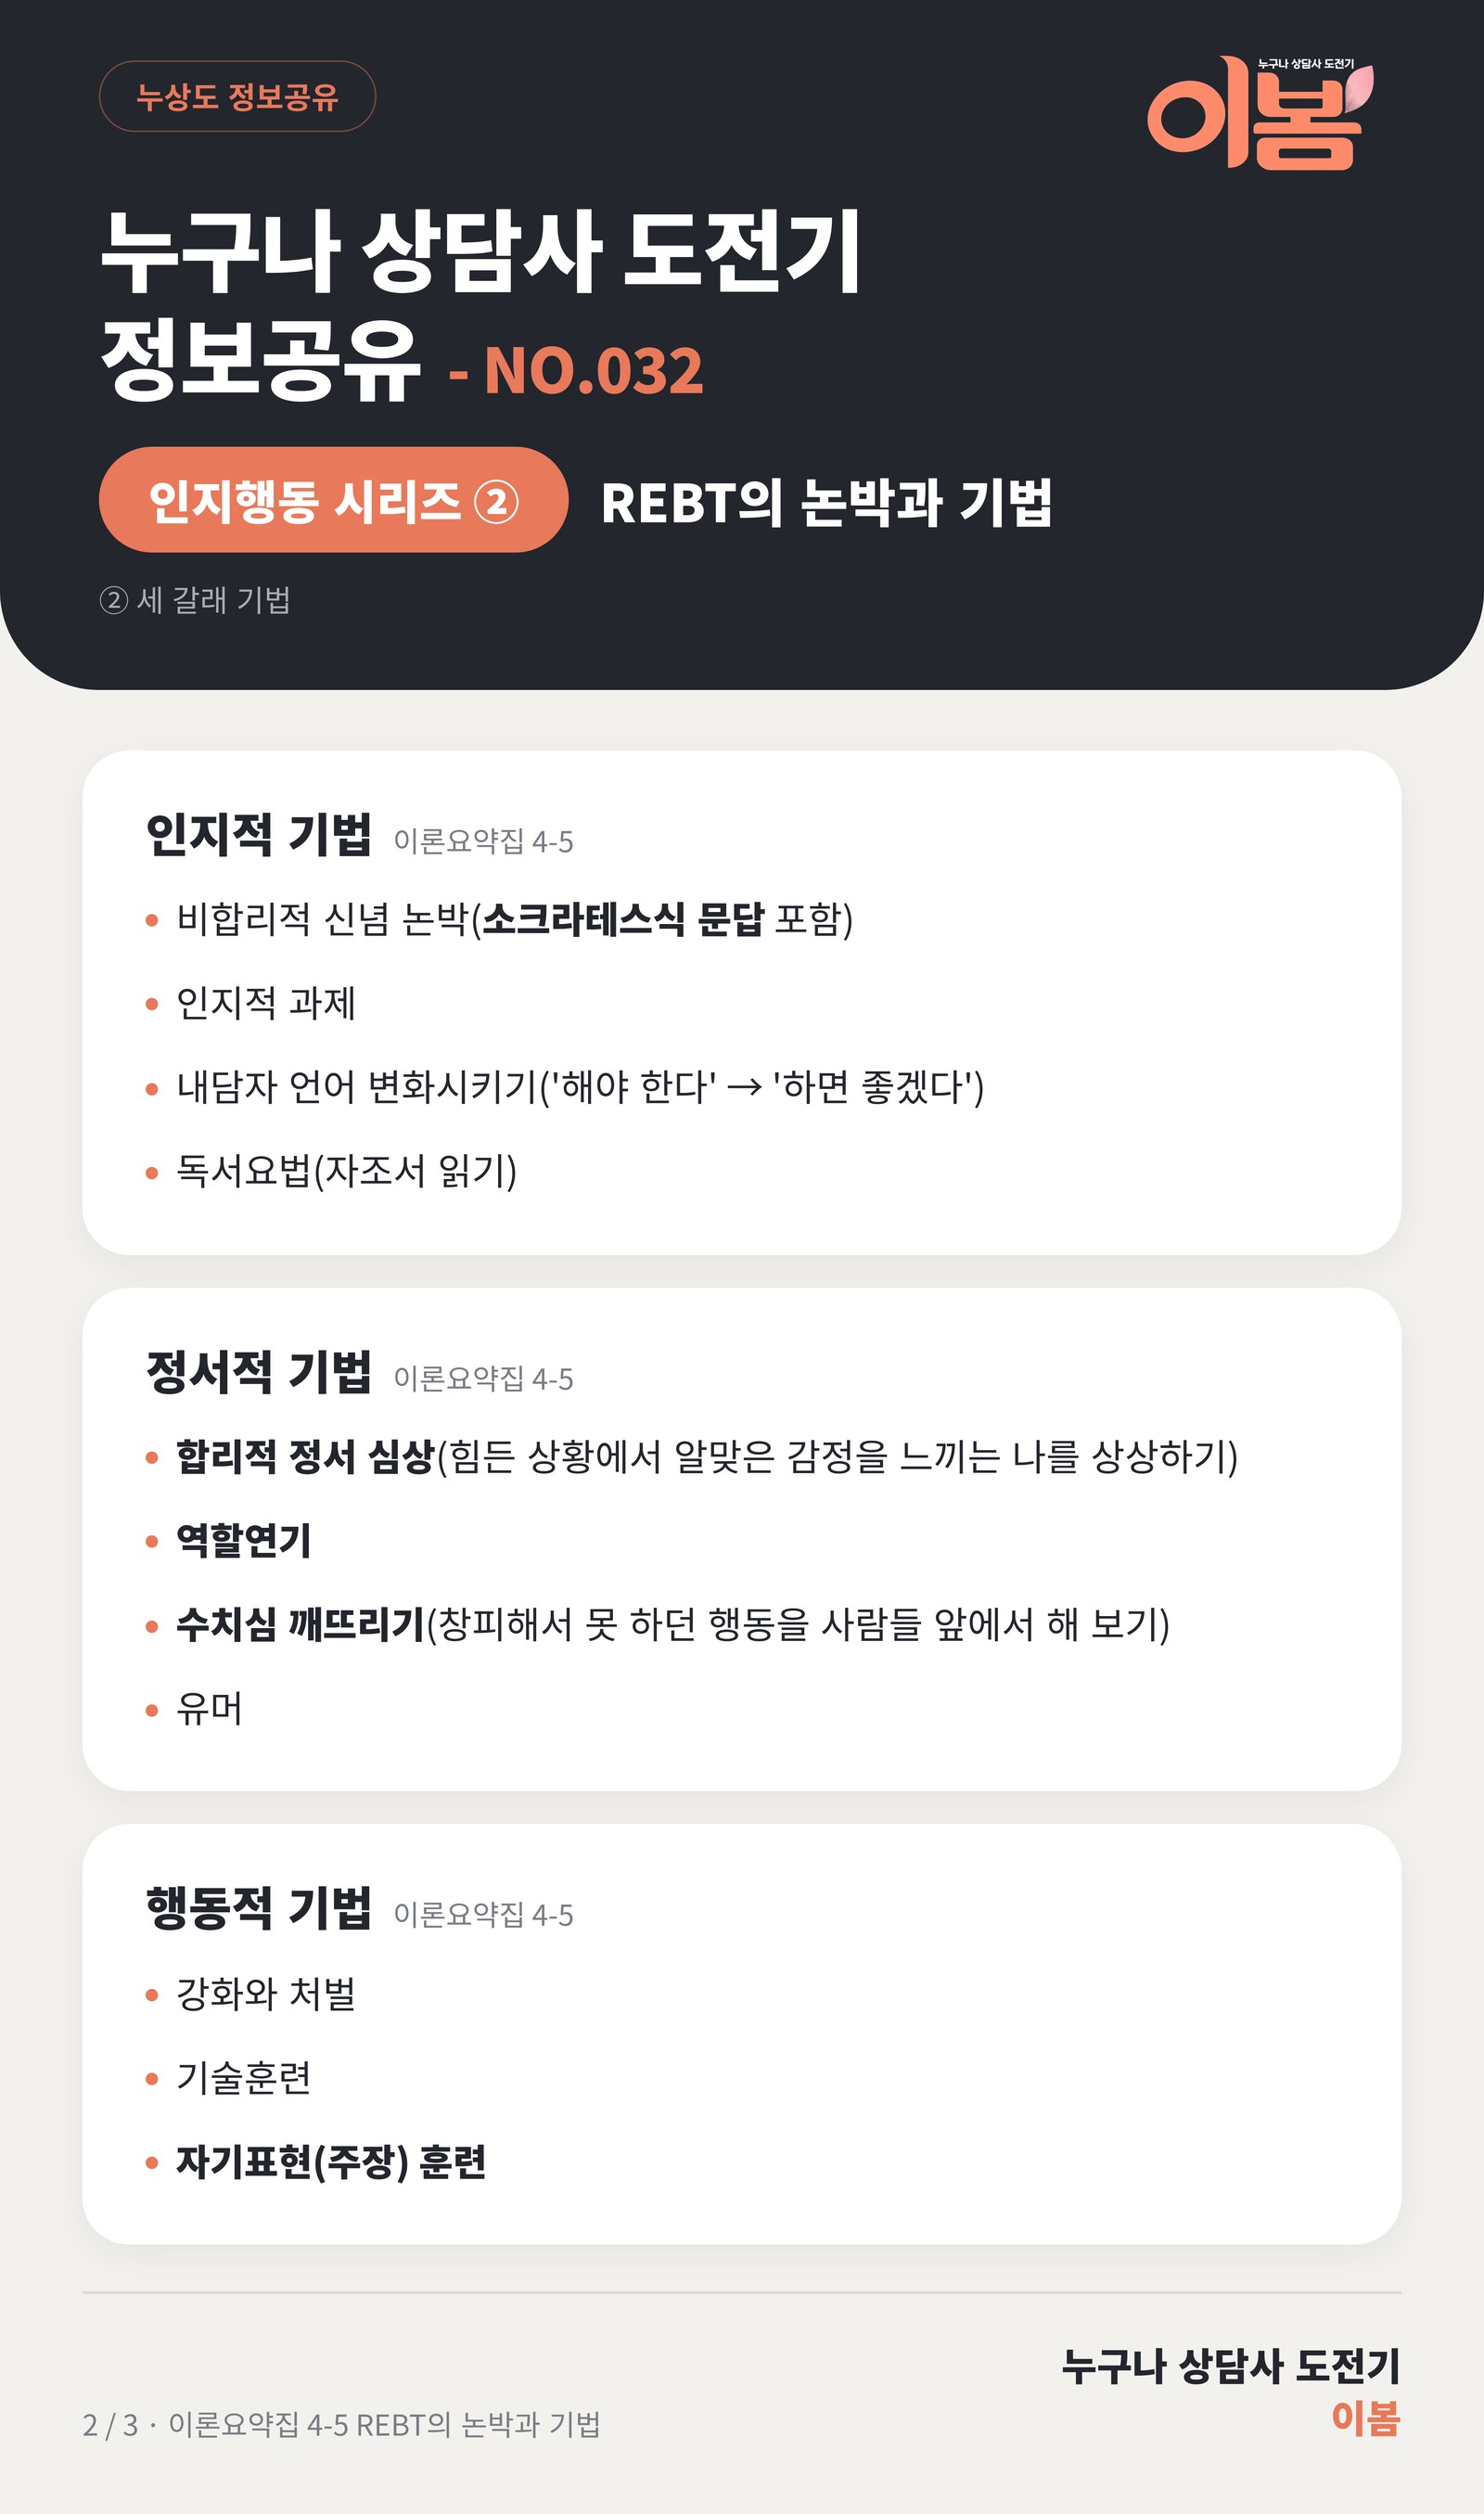 누상도 정보공유
누구나 상담사 도전기
이봄
누구나 상담사 도전기
정보공유 - NO.032
인지행동 시리즈 ② REBT의 논박과 기법
② 세 갈래 기법
인지적 기법 이론요약집 4-5
• 비합리적 신념 논박(소크라테스식 문답 포함)
• 인지적 과제
• 내담자 언어 변화시키기('해야 한다' → '하면 좋겠다')
• 독서요법(자조서 읽기)
정서적 기법 이론요약집 4-5
• 합리적 정서 심상(힘든 상황에서 알맞은 감정을 느끼는 나를 상상하기)
• 역할연기
• 수치심 깨뜨리기(창피해서 못 하던 행동을 사람들 앞에서 해 보기)
• 유머
행동적 기법 이론요약집 4-5
• 강화와 처벌
• 기술훈련
• 자기표현(주장) 훈련
누구나 상담사 도전기
2 / 3 · 이론요약집 4-5 REBT의 논박과 기법
이봄